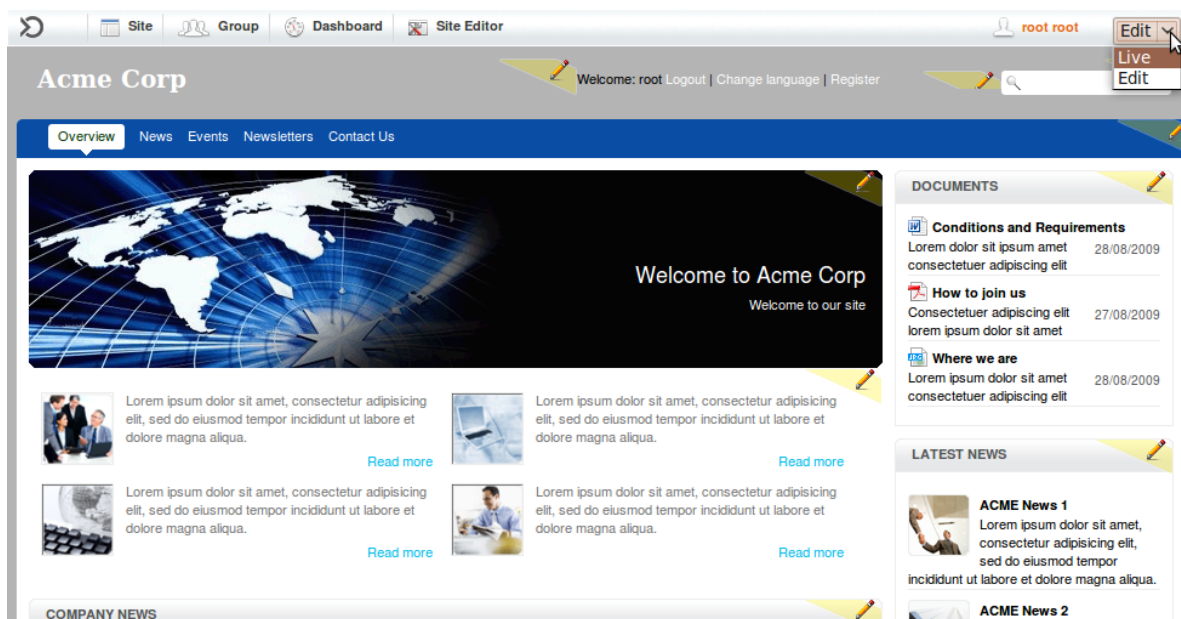 Site Group Dashboard Site Editor root root Edit
Live
Edit
Acme Corp
Welcome: root Logout | Change language | Register
Overview News Events Newsletters Contact Us
Welcome to Acme Corp
Welcome to our site
Lorem ipsum dolor sit amet, consectetur adipisicing
elit, sed do eiusmod tempor incididunt ut labore et
dolore magna aliqua.
Read more
Lorem ipsum dolor sit amet, consectetur adipisicing
elit, sed do eiusmod tempor incididunt ut labore et
dolore magna aliqua.
Read more
Lorem ipsum dolor sit amet, consectetur adipisicing
elit, sed do eiusmod tempor incididunt ut labore et
dolore magna aliqua.
Read more
Lorem ipsum dolor sit amet, consectetur adipisicing
elit, sed do eiusmod tempor incididunt ut labore et
dolore magna aliqua.
Read more
COMPANY NEWS
DOCUMENTS
Conditions and Requirements
Lorem dolor sit ipsum amet
consectetuer adipiscing elit
28/08/2009
How to join us
Consectetuer adipiscing elit
lorem ipsum dolor sit amet
27/08/2009
Where we are
Lorem ipsum dolor sit amet
consectetuer adipiscing elit
28/08/2009
LATEST NEWS
ACME News 1
Lorem ipsum dolor sit amet,
consectetur adipisicing elit,
sed do eiusmod tempor
incididunt ut labore et dolore magna aliqua.
ACME News 2